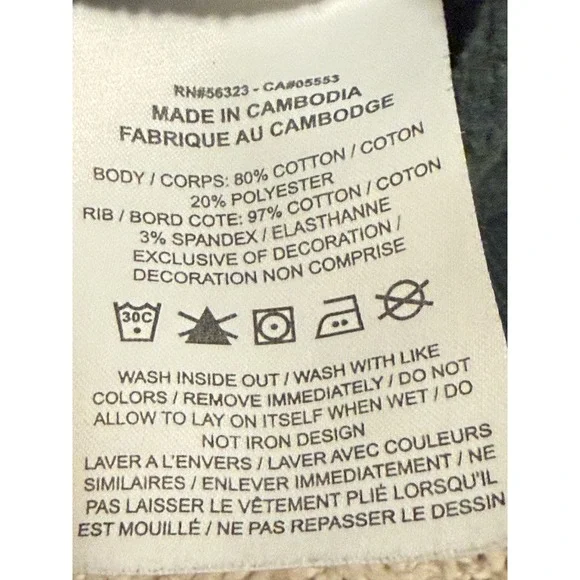 RN#56323 - CA#05553
MADE IN CAMBODIA
FABRIQUE AU CAMBODGE
BODY / CORPS: 80% COTTON / COTON
20% POLYESTER
RIB / BORD COTE: 97% COTTON / COTON
3% SPANDEX / ELASTHANNE
EXCLUSIVE OF DECORATION /
DECORATION NON COMPRISE
30C
WASH INSIDE OUT / WASH WITH LIKE
COLORS / REMOVE IMMEDIATELY / DO NOT
ALLOW TO LAY ON ITSELF WHEN WET / DO
NOT IRON DESIGN
LAVER A L'ENVERS / LAVER AVEC COULEURS
SIMILAIRES / ENLEVER IMMEDIATEMENT / NE
PAS LAISSER LE VÊTEMENT PLIÉ LORSQU'IL
EST MOUILLÉ / NE PAS REPASSER LE DESSIN